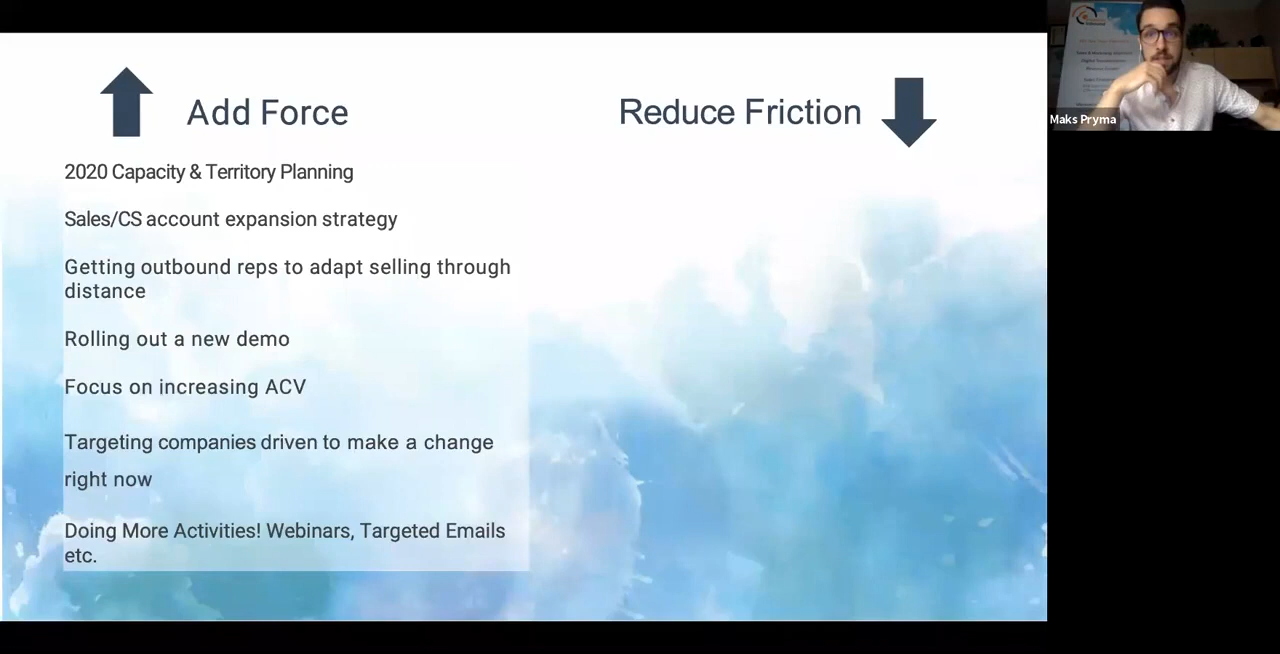 Add Force
Reduce Friction
2020 Capacity & Territory Planning
Sales/CS account expansion strategy
Getting outbound reps to adapt selling through
distance
Rolling out a new demo
Focus on increasing ACV
Targeting companies driven to make a change
right now
Doing More Activities! Webinars, Targeted Emails
etc.
Maks Pryma